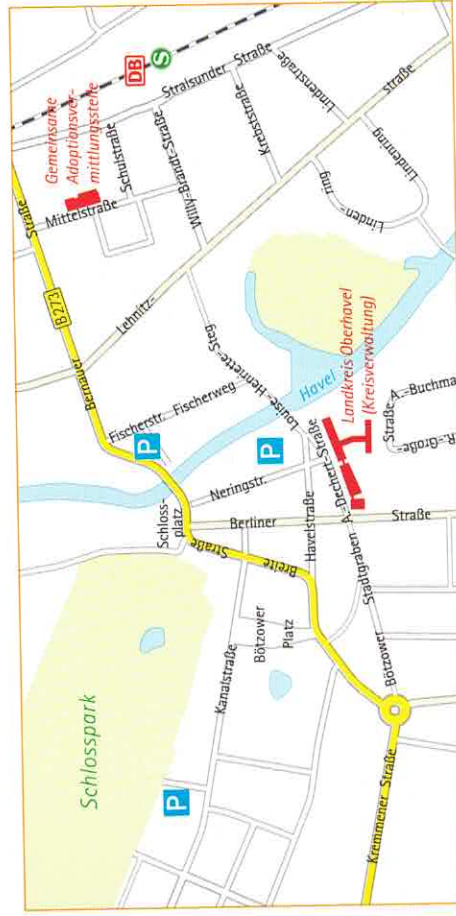 Schlosspark
Kanalstraße
Bötzower
Platz
Kremmener Straße
Bötzower
Stadtgraben
A.-Dechert-Straße
Havelstraße
Breite
Straße
Berliner
Straße
Schloss-
platz
Neringstr.
Fischerstr.
Fischerweg
Louise-Henriette-Steg
Havel
Landkreis Oberhavel
(Kreisverwaltung)
Straße
A.-Buchma
R.-Große-
Bernauer
Straße
B273
Lehnitz-
straße
Mittelstraße
Schulstraße
Willy-Brandt-Straße
Stralsunder
Straße
Krebststraße
Lindenstraße
Linden-
ring
Lindenring
Gemeinsame
Adoptionsver-
mittlungsstelle
DB
S
P
P
P